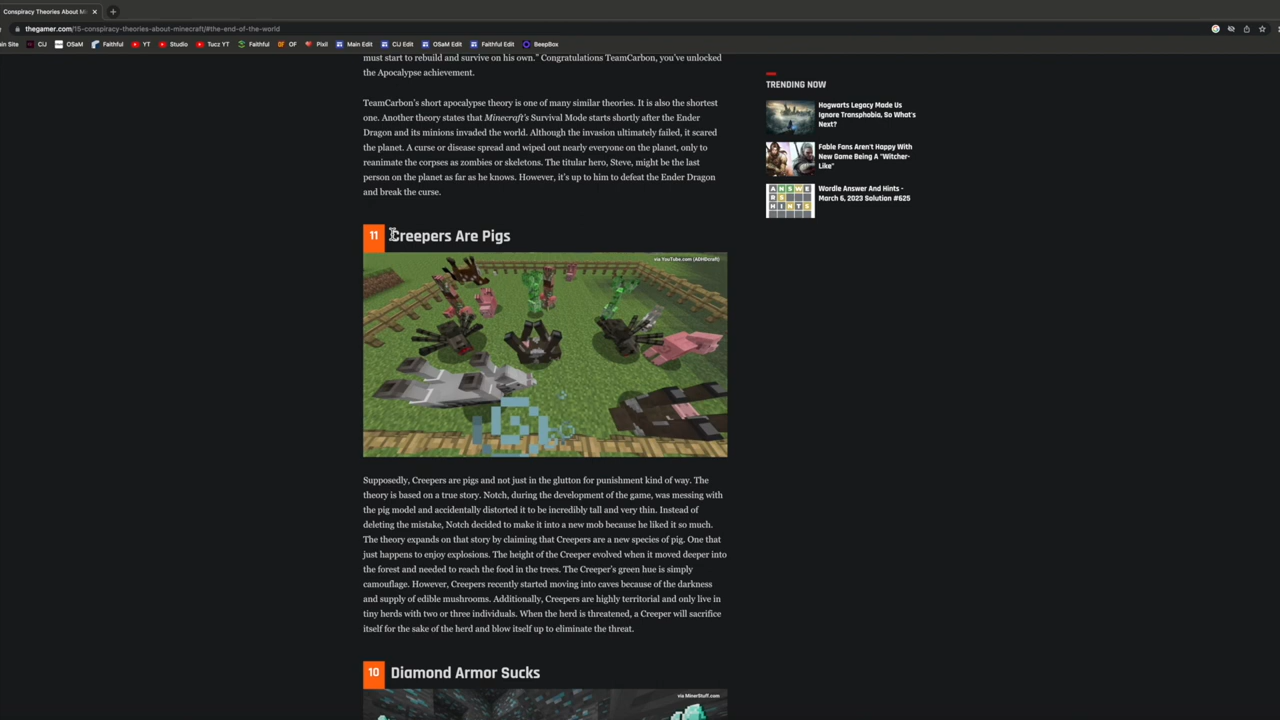 Conspiracy Theories About M
thegamer.com/15-conspiracy-theories-about-minecraft/#the-end-of-the-world
ain Site CiJ OSaM Faithful YT Studio Tucz YT Faithful OF Pixil Main Edit CiJ Edit OSaM Edit Faithful Edit BeepBox
must start to rebuild and survive on his own.” Congratulations TeamCarbon, you’ve unlocked
the Apocalypse achievement.
TeamCarbon’s short apocalypse theory is one of many similar theories. It is also the shortest
one. Another theory states that Minecraft’s Survival Mode starts shortly after the Ender
Dragon and its minions invaded the world. Although the invasion ultimately failed, it scared
the planet. A curse or disease spread and wiped out nearly everyone on the planet, only to
reanimate the corpses as zombies or skeletons. The titular hero, Steve, might be the last
person on the planet as far as he knows. However, it’s up to him to defeat the Ender Dragon
and break the curse.
11 Creepers Are Pigs
via YouTube.com (ADHDcraft)
Supposedly, Creepers are pigs and not just in the glutton for punishment kind of way. The
theory is based on a true story. Notch, during the development of the game, was messing with
the pig model and accidentally distorted it to be incredibly tall and very thin. Instead of
deleting the mistake, Notch decided to make it into a new mob because he liked it so much.
The theory expands on that story by claiming that Creepers are a new species of pig. One that
just happens to enjoy explosions. The height of the Creeper evolved when it moved deeper into
the forest and needed to reach the food in the trees. The Creeper’s green hue is simply
camouflage. However, Creepers recently started moving into caves because of the darkness
and supply of edible mushrooms. Additionally, Creepers are highly territorial and only live in
tiny herds with two or three individuals. When the herd is threatened, a Creeper will sacrifice
itself for the sake of the herd and blow itself up to eliminate the threat.
10 Diamond Armor Sucks
via MinerStuff.com
TRENDING NOW
Hogwarts Legacy Made Us
Ignore Transphobia, So What's
Next?
Fable Fans Aren't Happy With
New Game Being A "Witcher-
Like"
ANSWE
RS
HINTS
Wordle Answer And Hints -
March 6, 2023 Solution #625